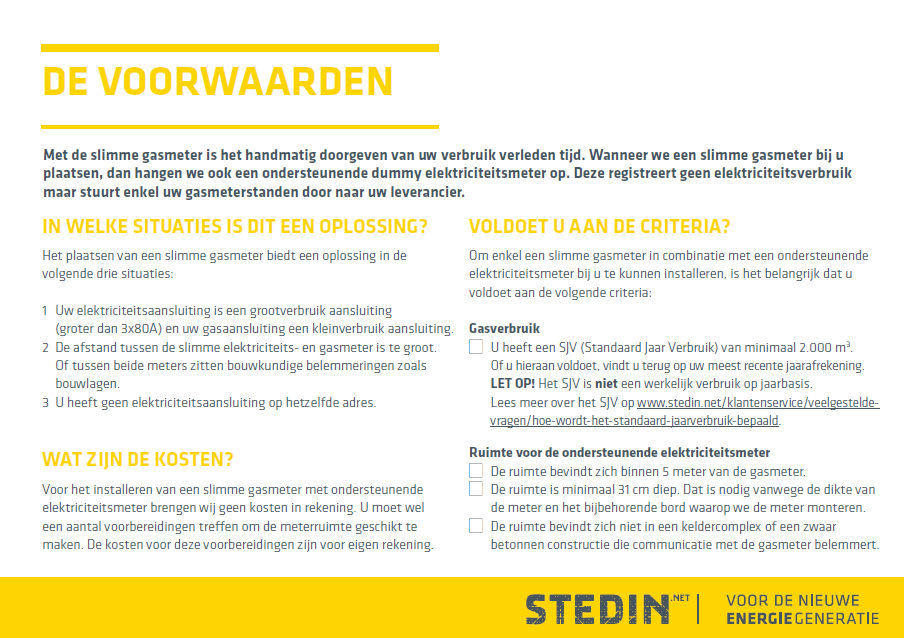 DE VOORWAARDEN
Met de slimme gasmeter is het handmatig doorgeven van uw verbruik verleden tijd. Wanneer we een slimme gasmeter bij u
plaatsen, dan hangen we ook een ondersteunende dummy elektriciteitsmeter op. Deze registreert geen elektriciteitsverbruik
maar stuurt enkel uw gasmeterstanden door naar uw leverancier.
IN WELKE SITUATIES IS DIT EEN OPLOSSING?
Het plaatsen van een slimme gasmeter biedt een oplossing in de
volgende drie situaties:
1 Uw elektriciteitsaansluiting is een grootverbruik aansluiting
(groter dan 3x80A) en uw gasaansluiting een kleinverbruik aansluiting.
2 De afstand tussen de slimme elektriciteits- en gasmeter is te groot.
Of tussen beide meters zitten bouwkundige belemmeringen zoals
bouwlagen.
3 U heeft geen elektriciteitsaansluiting op hetzelfde adres.
WAT ZIJN DE KOSTEN?
Voor het installeren van een slimme gasmeter met ondersteunende
elektriciteitsmeter brengen wij geen kosten in rekening. U moet wel
een aantal voorbereidingen treffen om de meterruimte geschikt te
maken. De kosten voor deze voorbereidingen zijn voor eigen rekening.
VOLDOET U AAN DE CRITERIA?
Om enkel een slimme gasmeter in combinatie met een ondersteunende
elektriciteitsmeter bij u te kunnen installeren, is het belangrijk dat u
voldoet aan de volgende criteria:
Gasverbruik
U heeft een SJV (Standaard Jaar Verbruik) van minimaal 2.000 m³.
Of u hieraan voldoet, vindt u terug op uw meest recente jaarafrekening.
LET OP! Het SJV is niet een werkelijk verbruik op jaarbasis.
Lees meer over het SJV op www.stedin.net/klantenservice/veelgestelde-
vragen/hoe-wordt-het-standaard-jaarverbruik-bepaald.
Ruimte voor de ondersteunende elektriciteitsmeter
De ruimte bevindt zich binnen 5 meter van de gasmeter.
De ruimte is minimaal 31 cm diep. Dat is nodig vanwege de dikte van
de meter en het bijbehorende bord waarop we de meter monteren.
De ruimte bevindt zich niet in een keldercomplex of een zwaar
betonnen constructie die communicatie met de gasmeter belemmert.
STEDIN.NET
VOOR DE NIEUWE
ENERGIEGENERATIE